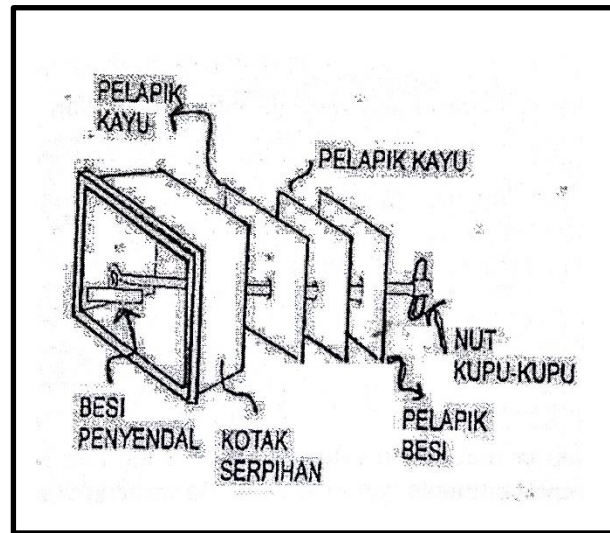 PELAPIK
KAYU
PELAPIK KAYU
NUT
KUPU-KUPU
BESI
PENYENDAL
KOTAK
SERPIHAN
PELAPIK
BESI